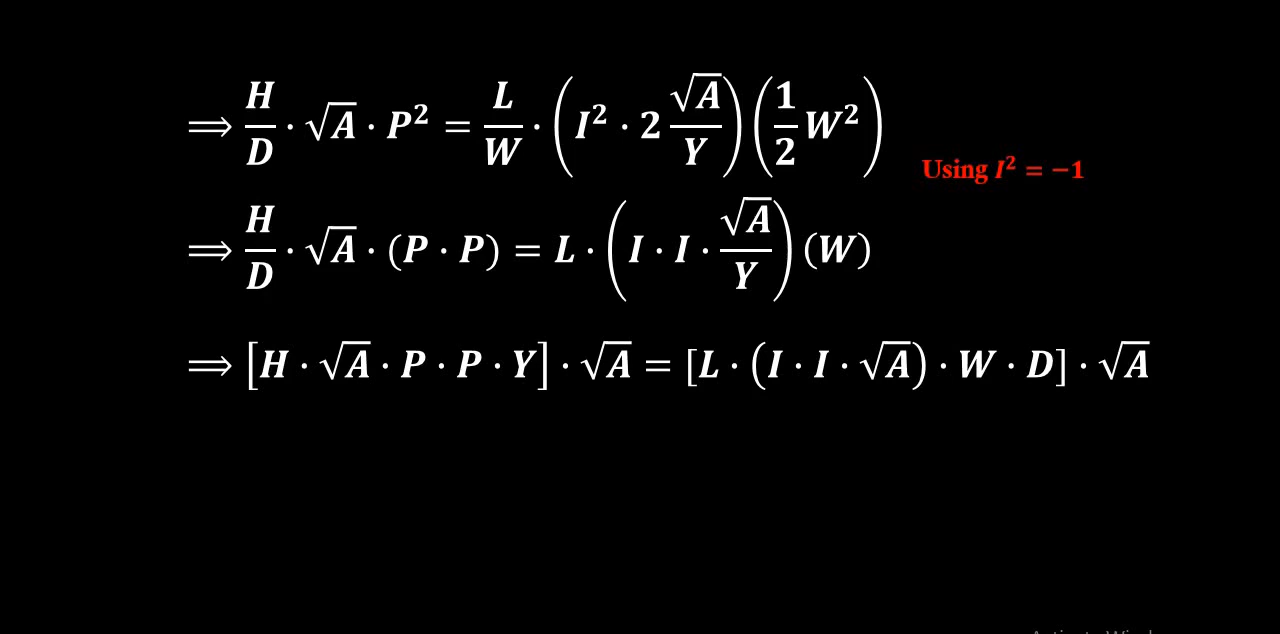 ⟹ H/D · √A · P² = L/W · (I² · 2 √A/Y) (1/2 W²)
Using I² = −1
⟹ H/D · √A · (P · P) = L · (I · I · √A/Y) (W)
⟹ [H · √A · P · P · Y] · √A = [L · (I · I · √A) · W · D] · √A